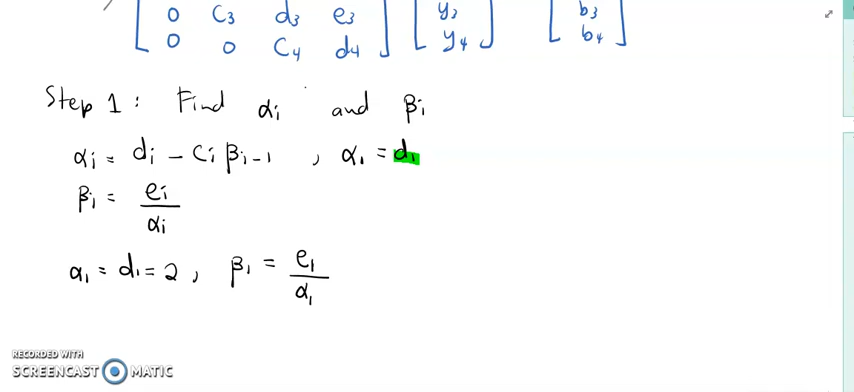 0 C₃ d₃ e₃ y₃ b₃
0 0 C₄ d₄ y₄ b₄
Step 1 : Find αᵢ and βᵢ
αᵢ = dᵢ − cᵢ βᵢ₋₁ , α₁ = d₁
βᵢ = eᵢ / αᵢ
α₁ = d₁ = 2 , β₁ = e₁ / α₁
RECORDED WITH
SCREENCAST MATIC